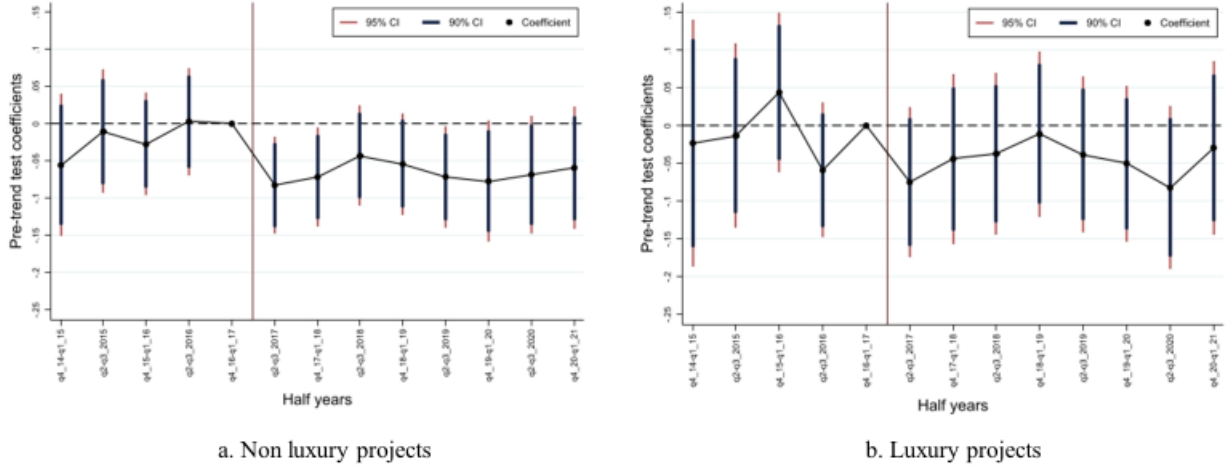 95% CI 90% CI Coefficient
Pre-trend test coefficients
.15
.1
.05
0
-.05
-.1
-.15
-.2
-.25
q4_14-q1_15
q2-q3_2015
q4_15-q1_16
q2-q3_2016
q4_16-q1_17
q2-q3_2017
q4_17-q1_18
q2-q3_2018
q4_18-q1_19
q2-q3_2019
q4_19-q1_20
q2-q3_2020
q4_20-q1_21
Half years
a. Non luxury projects
95% CI 90% CI Coefficient
Pre-trend test coefficients
.15
.1
.05
0
-.05
-.1
-.15
-.2
-.25
q4_14-q1_15
q2-q3_2015
q4_15-q1_16
q2-q3_2016
q4_16-q1_17
q2-q3_2017
q4_17-q1_18
q2-q3_2018
q4_18-q1_19
q2-q3_2019
q4_19-q1_20
q2-q3_2020
q4_20-q1_21
Half years
b. Luxury projects